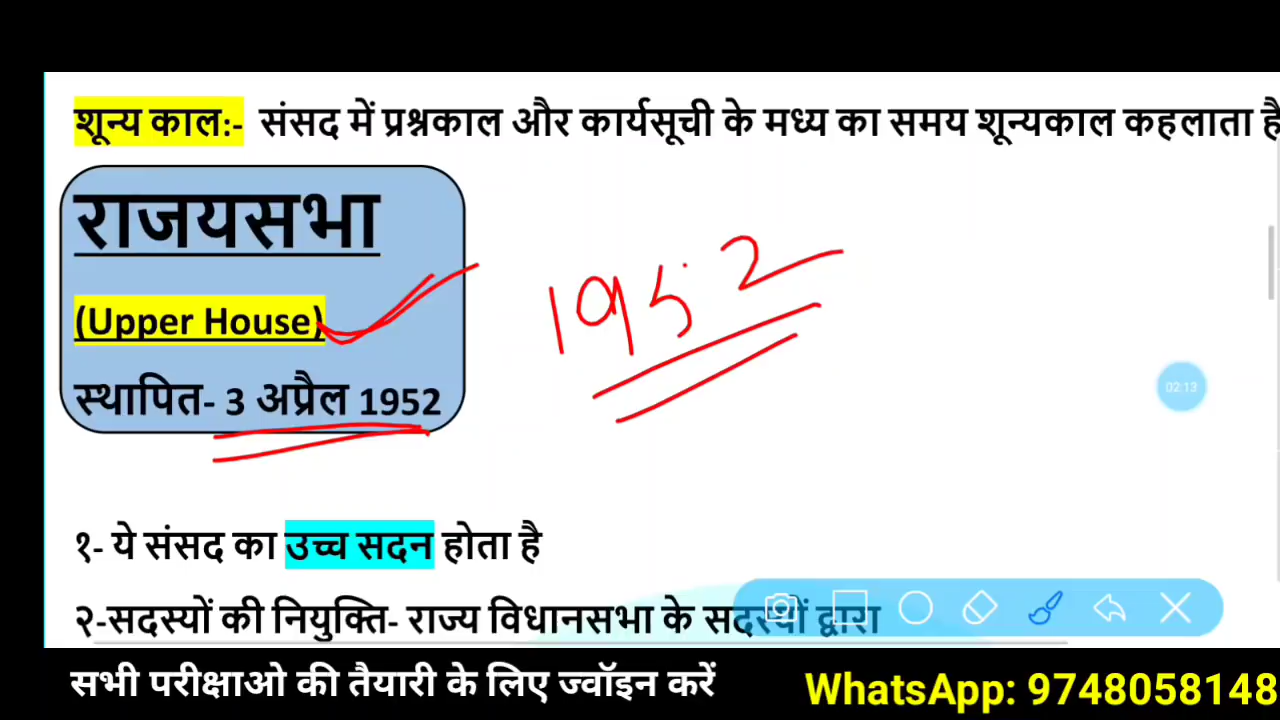 शून्य काल:- संसद में प्रश्नकाल और कार्यसूची के मध्य का समय शून्यकाल कहलाता है
राजयसभा
(Upper House)
1952
स्थापित- 3 अप्रैल 1952
02:13
१- ये संसद का उच्च सदन होता है
२-सदस्यों की नियुक्ति- राज्य विधानसभा के सदस्यों द्वारा
सभी परीक्षाओ की तैयारी के लिए ज्वॉइन करें
WhatsApp: 9748058148